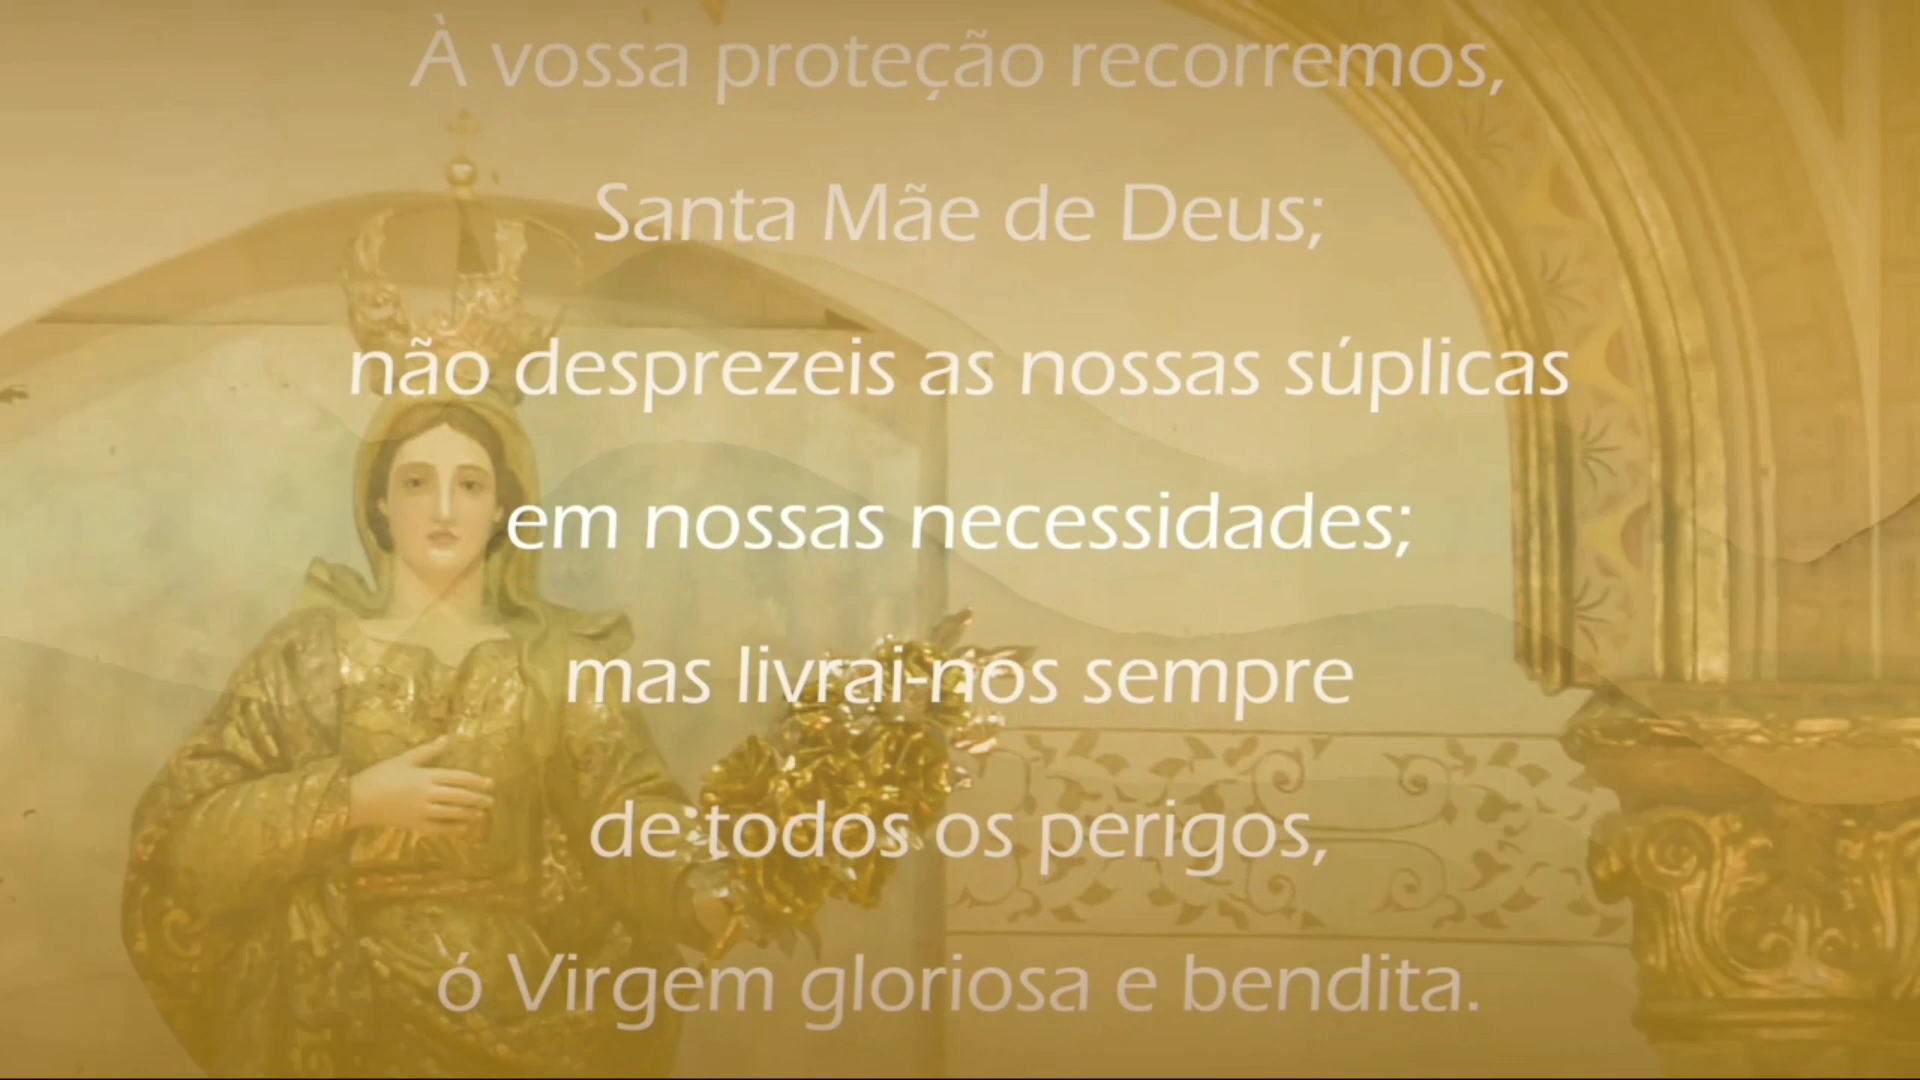 À vossa proteção recorremos,
Santa Mãe de Deus;
não desprezeis as nossas súplicas
em nossas necessidades;
mas livrai-nos sempre
de todos os perigos,
ó Virgem gloriosa e bendita.